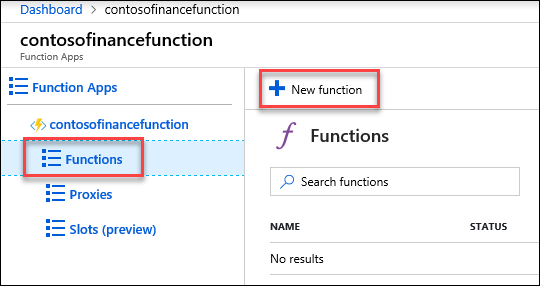 Dashboard > contosofinancefunction
contosofinancefunction
Function Apps
Function Apps
contosofinancefunction
Functions
Proxies
Slots (preview)
New function
Functions
Search functions
NAME STATUS
No results